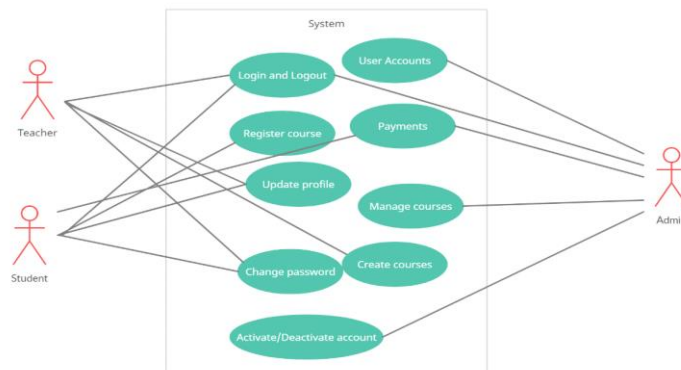 System
User Accounts
Login and Logout
Teacher
Register course
Payments
Update profile
Manage courses
Admi
Student
Change password
Create courses
Activate/Deactivate account